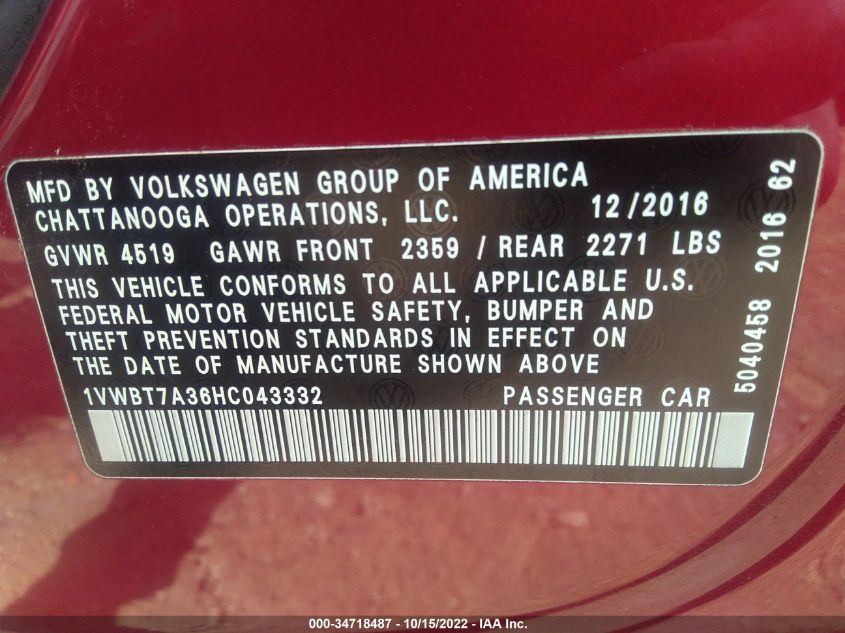 MFD BY VOLKSWAGEN GROUP OF AMERICA
CHATTANOOGA OPERATIONS, LLC. 12/2016
GVWR 4519 GAWR FRONT 2359 / REAR 2271 LBS
THIS VEHICLE CONFORMS TO ALL APPLICABLE U.S.
FEDERAL MOTOR VEHICLE SAFETY, BUMPER AND
THEFT PREVENTION STANDARDS IN EFFECT ON
THE DATE OF MANUFACTURE SHOWN ABOVE
1VWBT7A36HC043332 PASSENGER CAR
5040458 2016 62
000-34718487 - 10/15/2022 - IAA Inc.